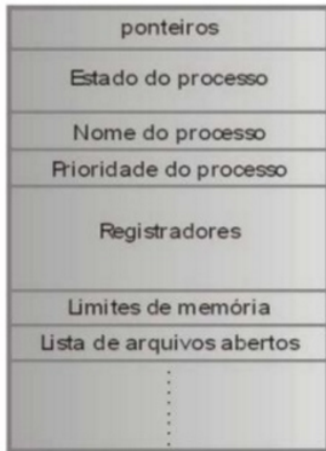 ponteiros
Estado do processo
Nome do processo
Prioridade do processo
Registradores
Limites de memória
Lista de arquivos abertos